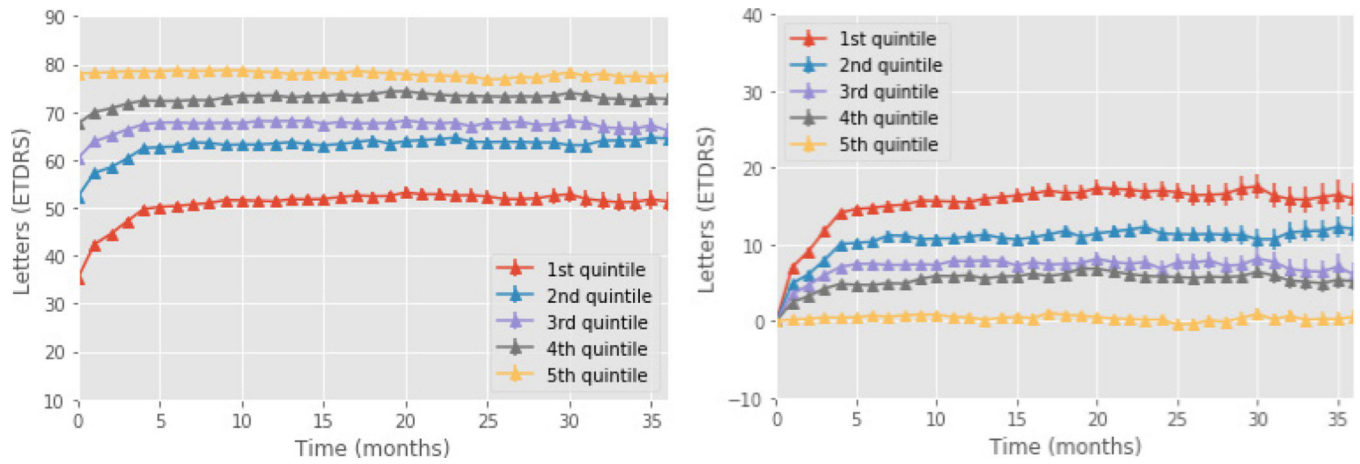 90
80
70
60
50
40
30
20
10
Letters (ETDRS)
1st quintile
2nd quintile
3rd quintile
4th quintile
5th quintile
0 5 10 15 20 25 30 35
Time (months)
40
30
20
10
0
−10
Letters (ETDRS)
1st quintile
2nd quintile
3rd quintile
4th quintile
5th quintile
0 5 10 15 20 25 30 35
Time (months)